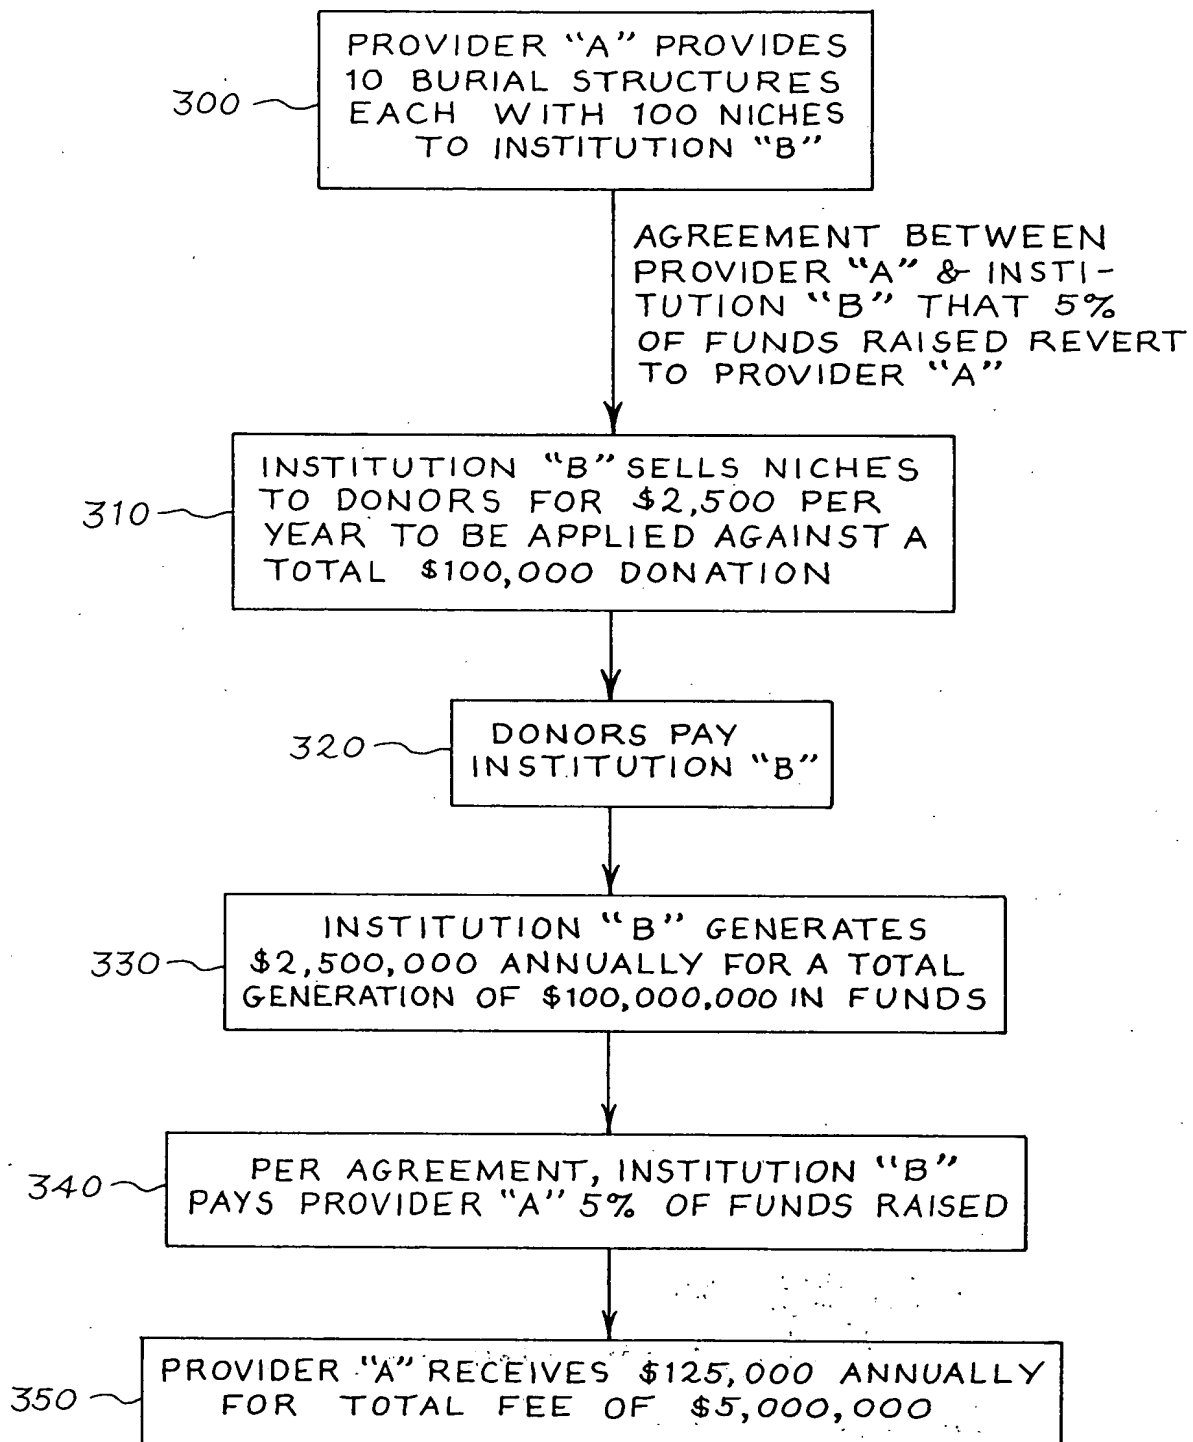 PROVIDER "A" PROVIDES
10 BURIAL STRUCTURES
EACH WITH 100 NICHES
TO INSTITUTION "B"
300
AGREEMENT BETWEEN
PROVIDER "A" & INSTI-
TUTION "B" THAT 5%
OF FUNDS RAISED REVERT
TO PROVIDER "A"
INSTITUTION "B" SELLS NICHES
TO DONORS FOR $2,500 PER
YEAR TO BE APPLIED AGAINST A
TOTAL $100,000 DONATION
310
DONORS PAY
INSTITUTION "B"
320
INSTITUTION "B" GENERATES
$2,500,000 ANNUALLY FOR A TOTAL
GENERATION OF $100,000,000 IN FUNDS
330
PER AGREEMENT, INSTITUTION "B"
PAYS PROVIDER "A" 5% OF FUNDS RAISED
340
PROVIDER "A" RECEIVES $125,000 ANNUALLY
FOR TOTAL FEE OF $5,000,000
350